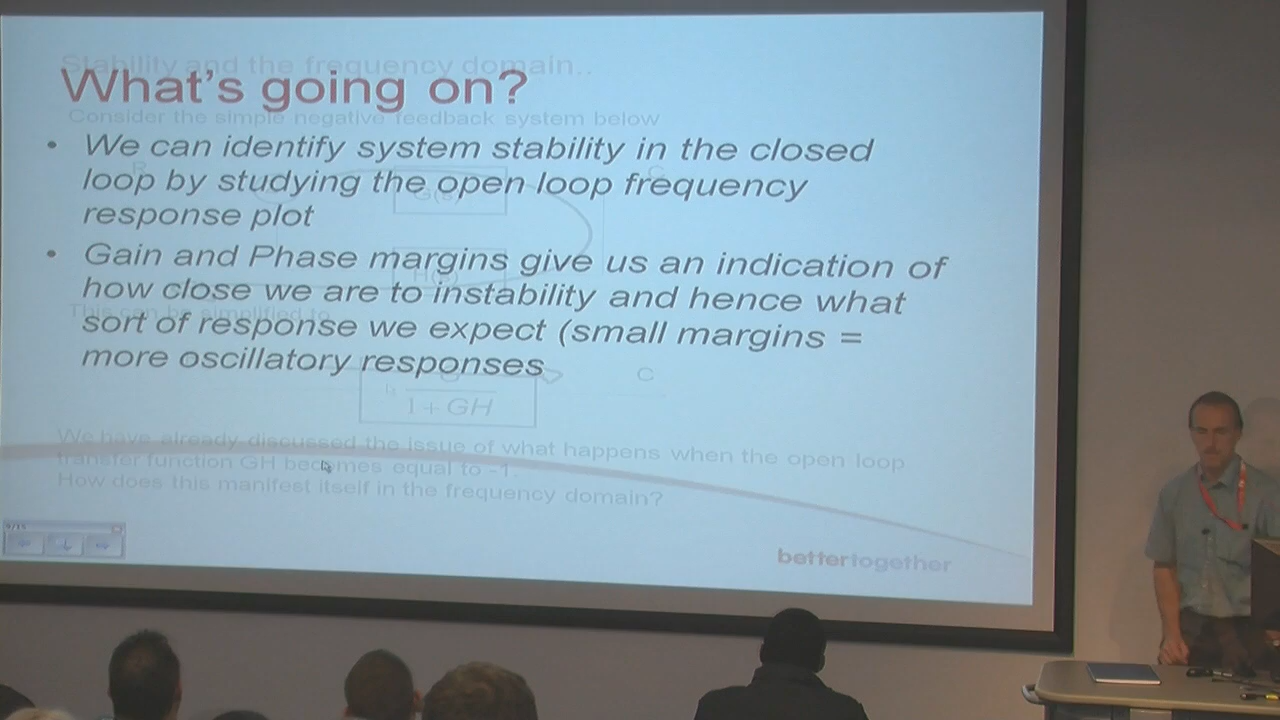 Stability and the frequency domain..
What's going on?
Consider the simple negative feedback system below
• We can identify system stability in the closed
loop by studying the open loop frequency
response plot
• Gain and Phase margins give us an indication of
how close we are to instability and hence what
sort of response we expect (small margins =
more oscillatory responses
C
1 + GH
We have already discussed the issue of what happens when the open loop
transfer function GH becomes equal to -1
How does this manifest itself in the frequency domain?
bettertogether